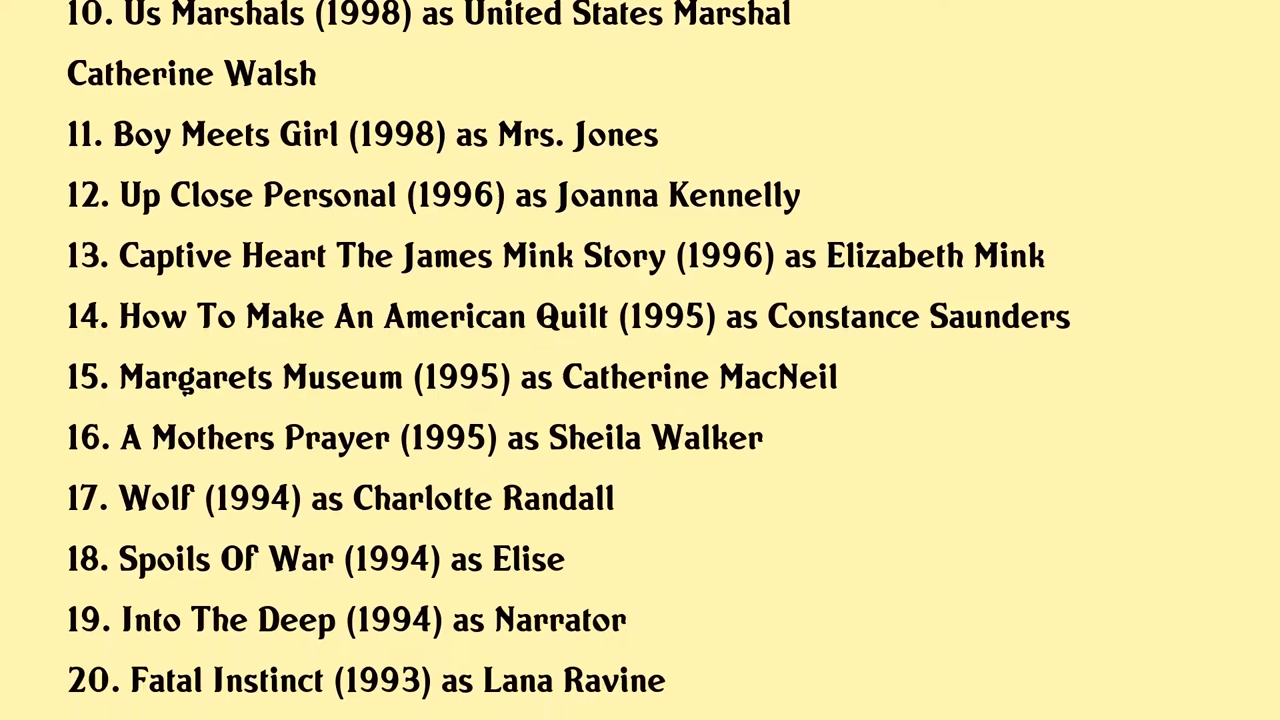 10. Us Marshals (1998) as United States Marshal
Catherine Walsh
11. Boy Meets Girl (1998) as Mrs. Jones
12. Up Close Personal (1996) as Joanna Kennelly
13. Captive Heart The James Mink Story (1996) as Elizabeth Mink
14. How To Make An American Quilt (1995) as Constance Saunders
15. Margarets Museum (1995) as Catherine MacNeil
16. A Mothers Prayer (1995) as Sheila Walker
17. Wolf (1994) as Charlotte Randall
18. Spoils Of War (1994) as Elise
19. Into The Deep (1994) as Narrator
20. Fatal Instinct (1993) as Lana Ravine